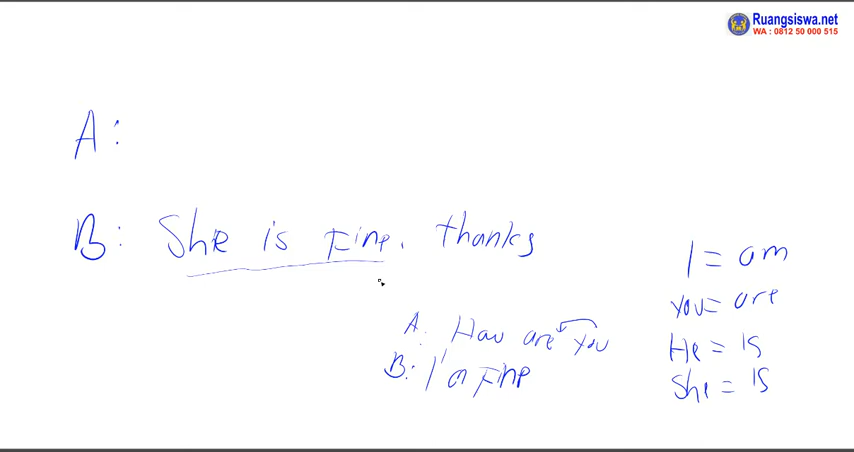 Ruangsiswa.net
WA : 0812 50 000 515
A:
B: She is Fine. thanks
I = am
you = are
He = is
She = is
A: Hau are you
B: I'm Fine